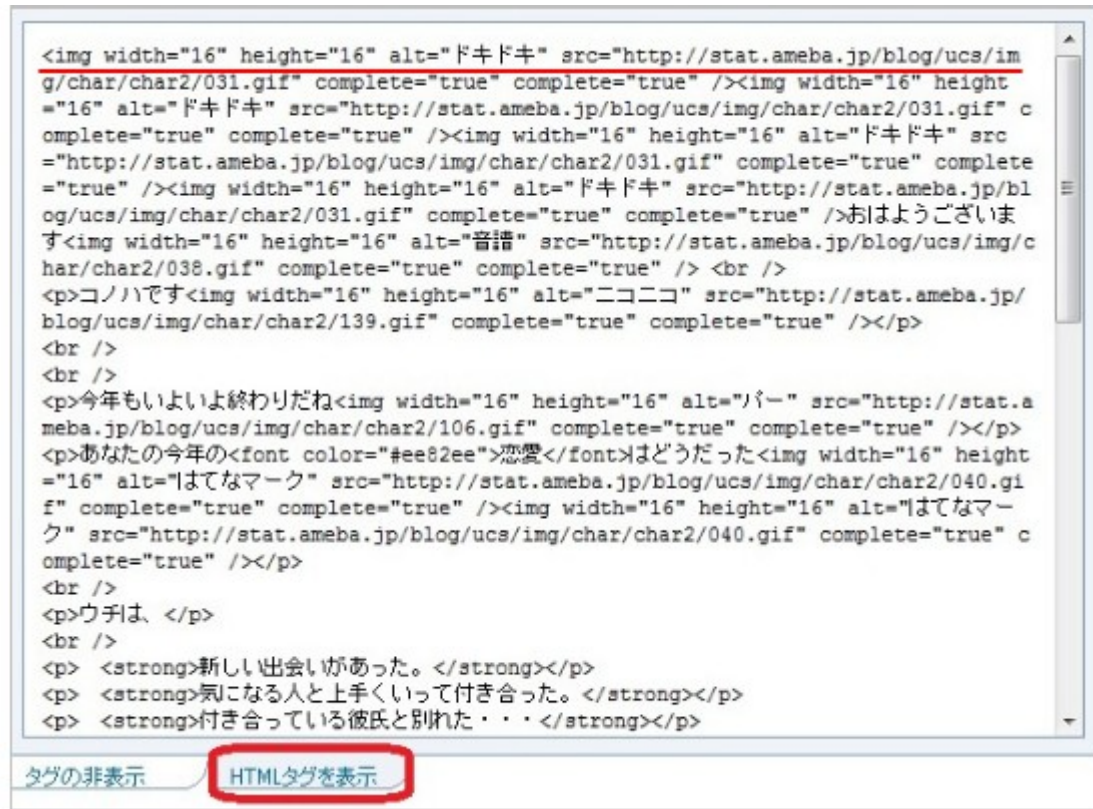 <img width="16" height="16" alt="ドキドキ" src="http://stat.ameba.jp/blog/ucs/im
g/char/char2/031.gif" complete="true" complete="true" /><img width="16" height
="16" alt="ドキドキ" src="http://stat.ameba.jp/blog/ucs/img/char/char2/031.gif" c
omplete="true" complete="true" /><img width="16" height="16" alt="ドキドキ" src
="http://stat.ameba.jp/blog/ucs/img/char/char2/031.gif" complete="true" complete
="true" /><img width="16" height="16" alt="ドキドキ" src="http://stat.ameba.jp/bl
og/ucs/img/char/char2/031.gif" complete="true" complete="true" />おはようございま
す<img width="16" height="16" alt="音譜" src="http://stat.ameba.jp/blog/ucs/img/c
har/char2/038.gif" complete="true" complete="true" /> <br />
<p>コノハです<img width="16" height="16" alt="ニコニコ" src="http://stat.ameba.jp/
blog/ucs/img/char/char2/139.gif" complete="true" complete="true" /></p>
<br />
<br />
<p>今年もいよいよ終わりだね<img width="16" height="16" alt="パー" src="http://stat.a
meba.jp/blog/ucs/img/char/char2/106.gif" complete="true" complete="true" /></p>
<p>あなたの今年の<font color="#ee82ee">恋愛</font>はどうだった<img width="16" height
="16" alt="はてなマーク" src="http://stat.ameba.jp/blog/ucs/img/char/char2/040.gi
f" complete="true" complete="true" /><img width="16" height="16" alt="はてなマー
ク" src="http://stat.ameba.jp/blog/ucs/img/char/char2/040.gif" complete="true" c
omplete="true" /></p>
<br />
<p>ウチは、</p>
<br />
<p>  <strong>新しい出会いがあった。</strong></p>
<p>  <strong>気になる人と上手くいって付き合った。</strong></p>
<p>  <strong>付き合っている彼氏と別れた・・・</strong></p>
タグの非表示
HTMLタグを表示